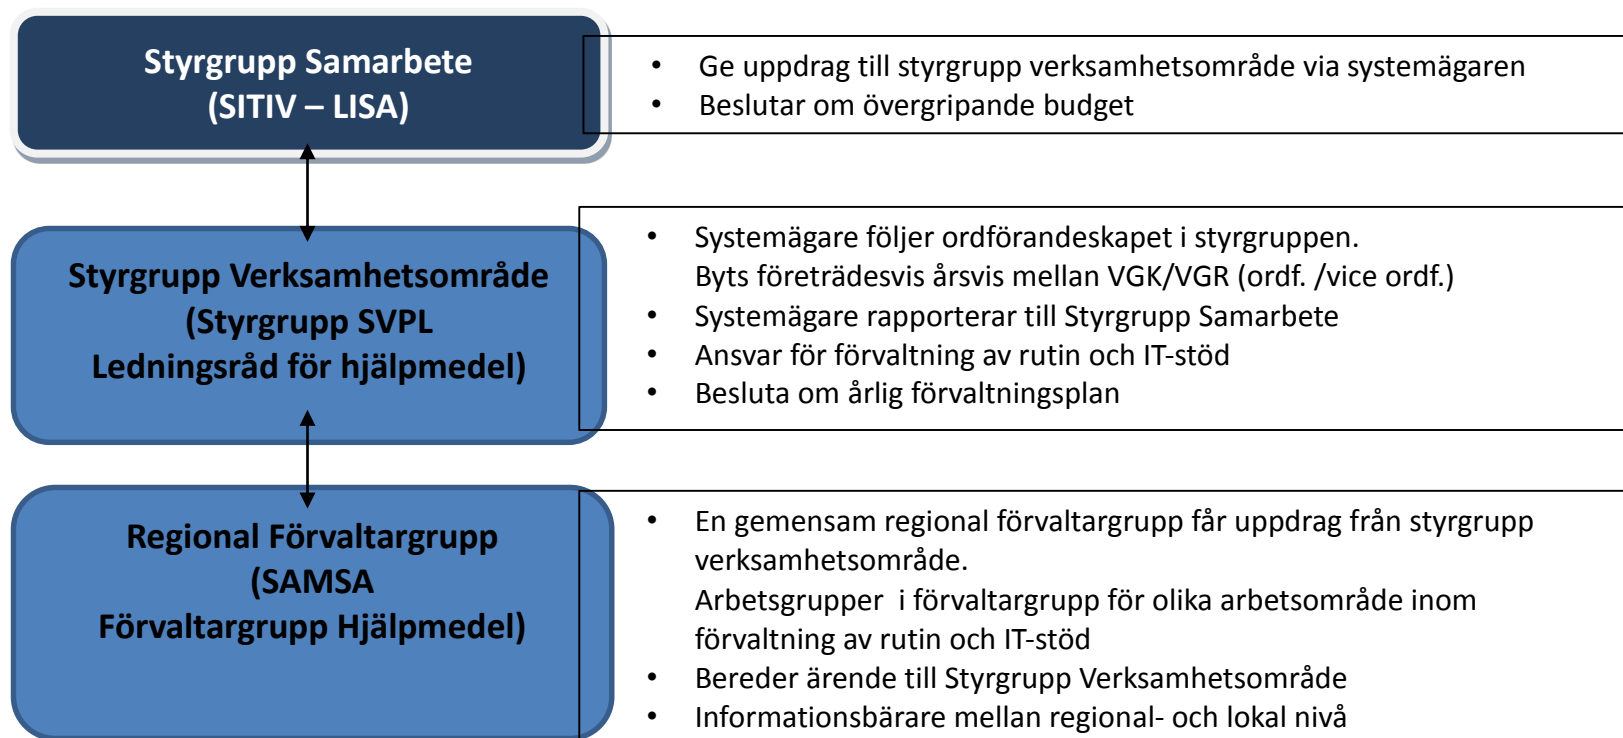 Styrgrupp Samarbete
(SITIV – LISA)
• Ge uppdrag till styrgrupp verksamhetsområde via systemägaren
• Beslutar om övergripande budget
Styrgrupp Verksamhetsområde
(Styrgrupp SVPL
Ledningsråd för hjälpmedel)
• Systemägare följer ordförandeskapet i styrgruppen.
Byts företrädesvis årsvis mellan VGK/VGR (ordf. /vice ordf.)
• Systemägare rapporterar till Styrgrupp Samarbete
• Ansvar för förvaltning av rutin och IT-stöd
• Besluta om årlig förvaltningsplan
Regional Förvaltargrupp
(SAMSA
Förvaltargrupp Hjälpmedel)
• En gemensam regional förvaltargrupp får uppdrag från styrgrupp
verksamhetsområde.
Arbetsgrupper i förvaltargrupp för olika arbetsområde inom
förvaltning av rutin och IT-stöd
• Bereder ärende till Styrgrupp Verksamhetsområde
• Informationsbärare mellan regional- och lokal nivå